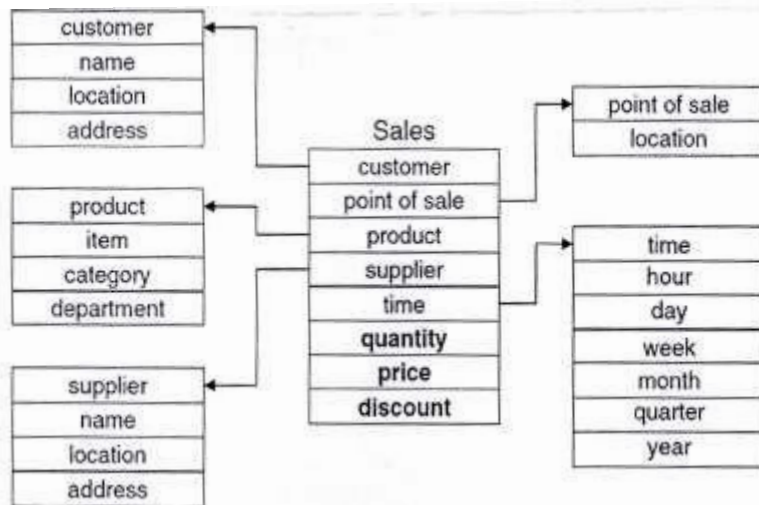 customer
name
location
address
product
item
category
department
supplier
name
location
address
Sales
customer
point of sale
product
supplier
time
quantity
price
discount
point of sale
location
time
hour
day
week
month
quarter
year